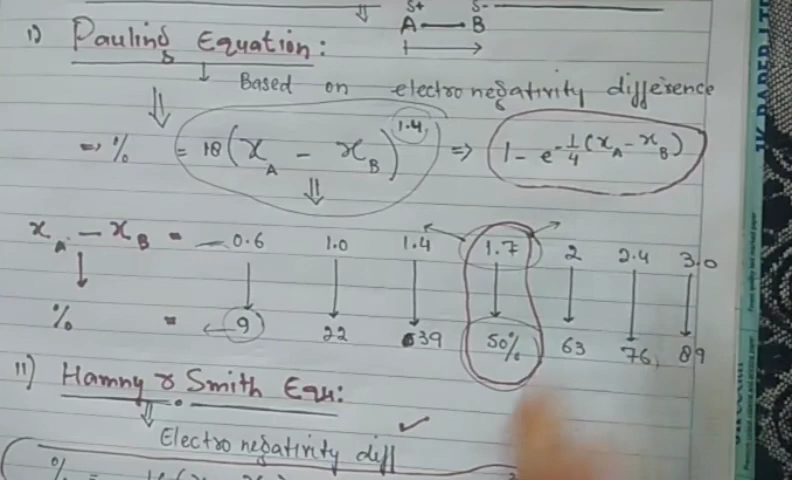 δ+ δ-
⇓ A — B
I) Pauling Equation:
↓ Based on electronegativity difference
⇓
⇒ % = 18(x_A - x_B)^1.4 ⇒ 1 - e^-1/4(x_A - x_B)
⇓
x_A - x_B = 0.6 1.0 1.4 1.7 2 2.4 3.0
% = 9 22 39 50% 63 76 89
II) Hanny & Smith Equ:
⇓ Electronegativity diff ✓